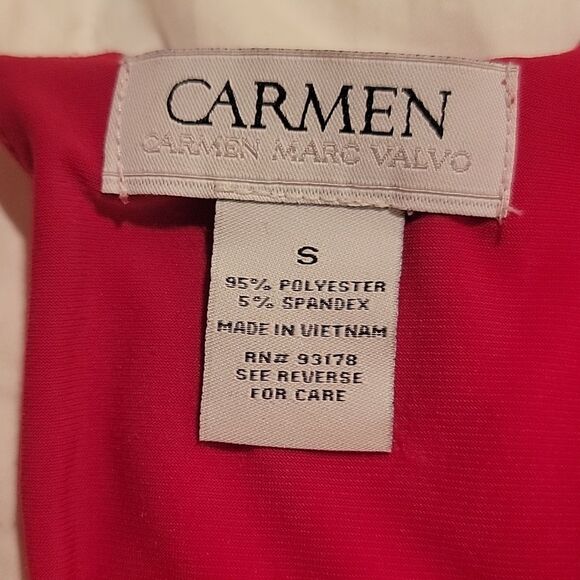 CARMEN
CARMEN MARC VALVO
S
95% POLYESTER
5% SPANDEX
MADE IN VIETNAM
RN# 93178
SEE REVERSE
FOR CARE